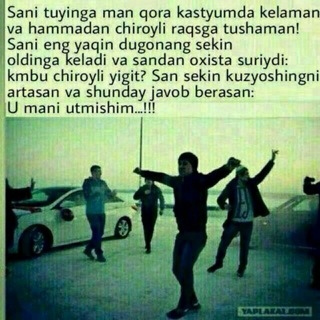 Sani tuyinga man qora kastyumda kelaman
va hammadan chiroyli raqsga tushaman!
Sani eng yaqin dugonang sekin
oldinga keladi va sandan oxista suriydi:
kmbu chiroyli yigit? San sekin kuzyoshingni
artasan va shunday javob berasan:
U mani utmishim...!!!
YAPLAKAL.COM